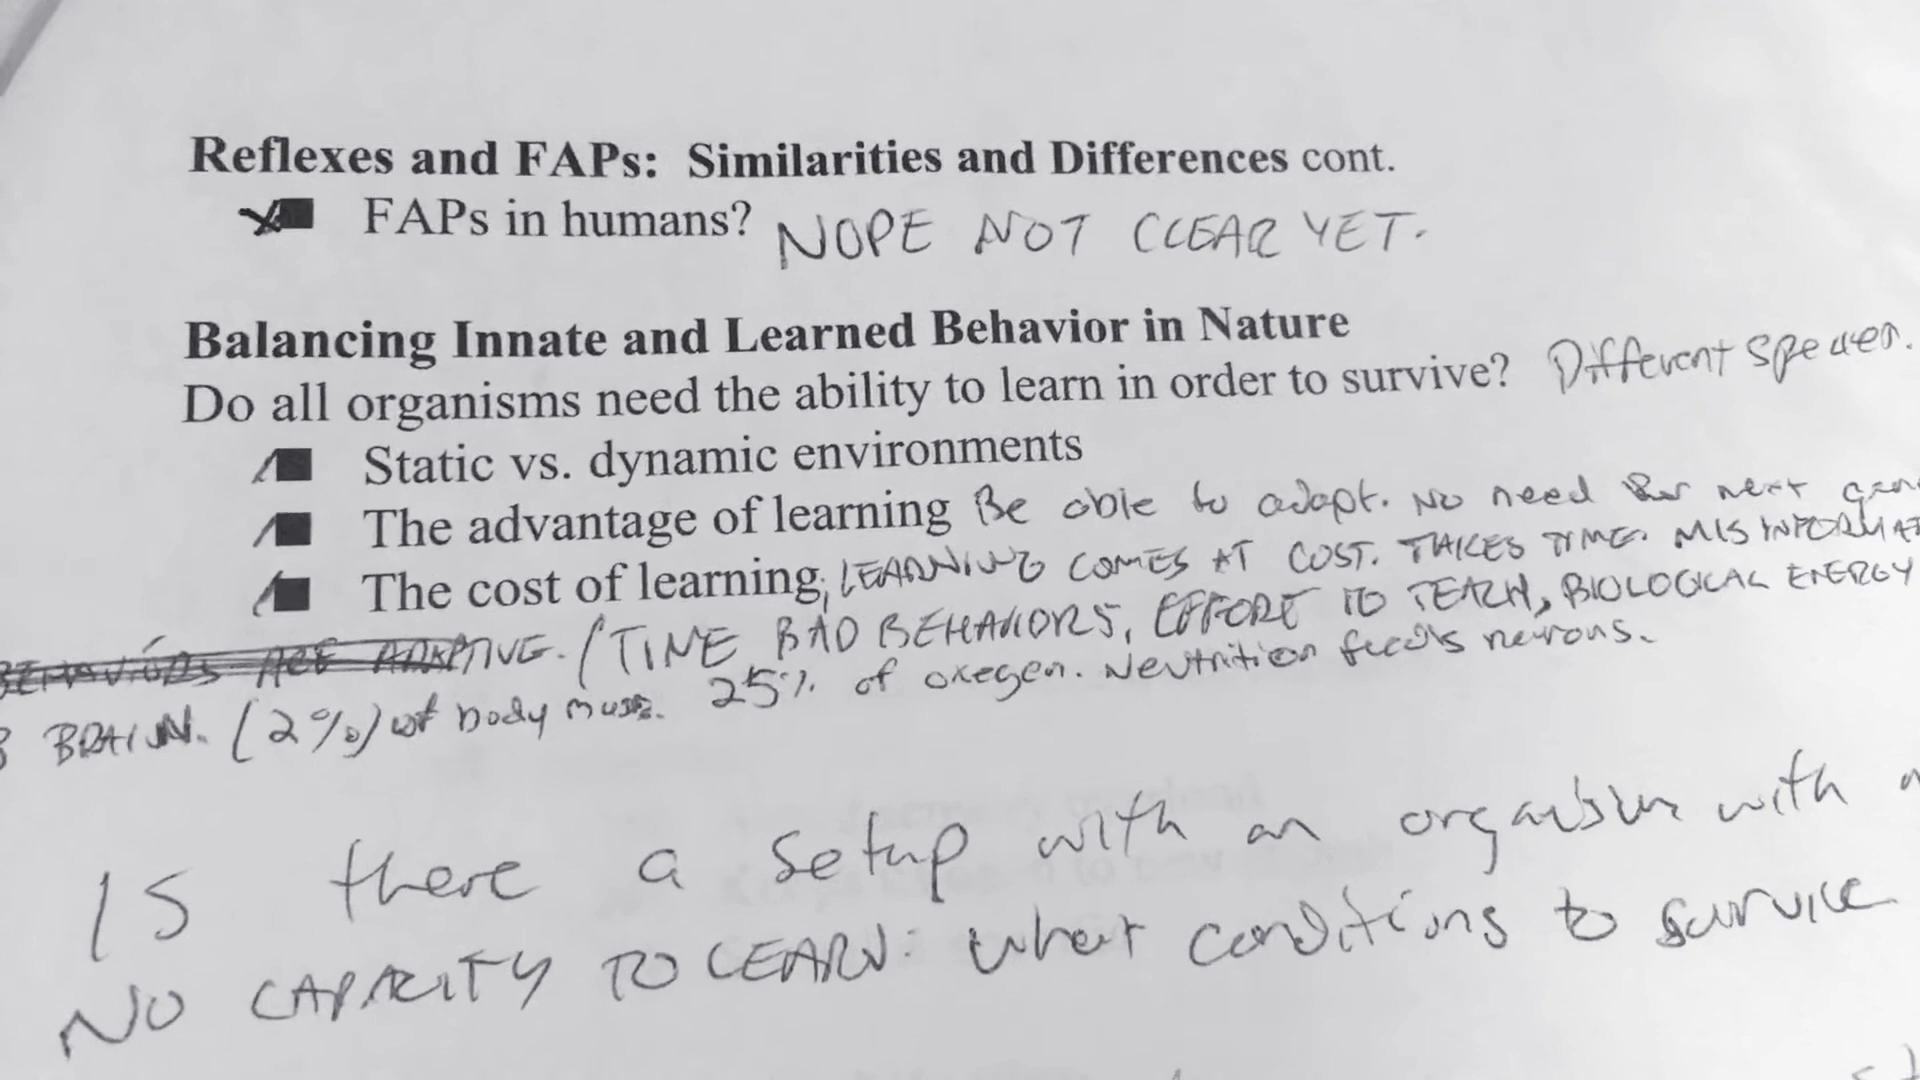 Reflexes and FAPs: Similarities and Differences cont.
FAPs in humans? NOPE NOT CLEAR YET.
Balancing Innate and Learned Behavior in Nature
Do all organisms need the ability to learn in order to survive? Different species.
Static vs. dynamic environments
The advantage of learning Be able to adapt. No need for next gen
The cost of learning; LEARNING COMES AT COST. TAKES TIME. MISINFORMAT
BEHAVIORS ARE ADAPTIVE. / TIME BAD BEHAVIORS, EFFORT TO TEACH, BIOLOGICAL ENERGY
BRAIN. (2%) of body mass. 25% of oxegen. Neutrition feeds neurons.
IS there a setup with an organism with
NO CAPACITY TO LEARN: what conditions to survive